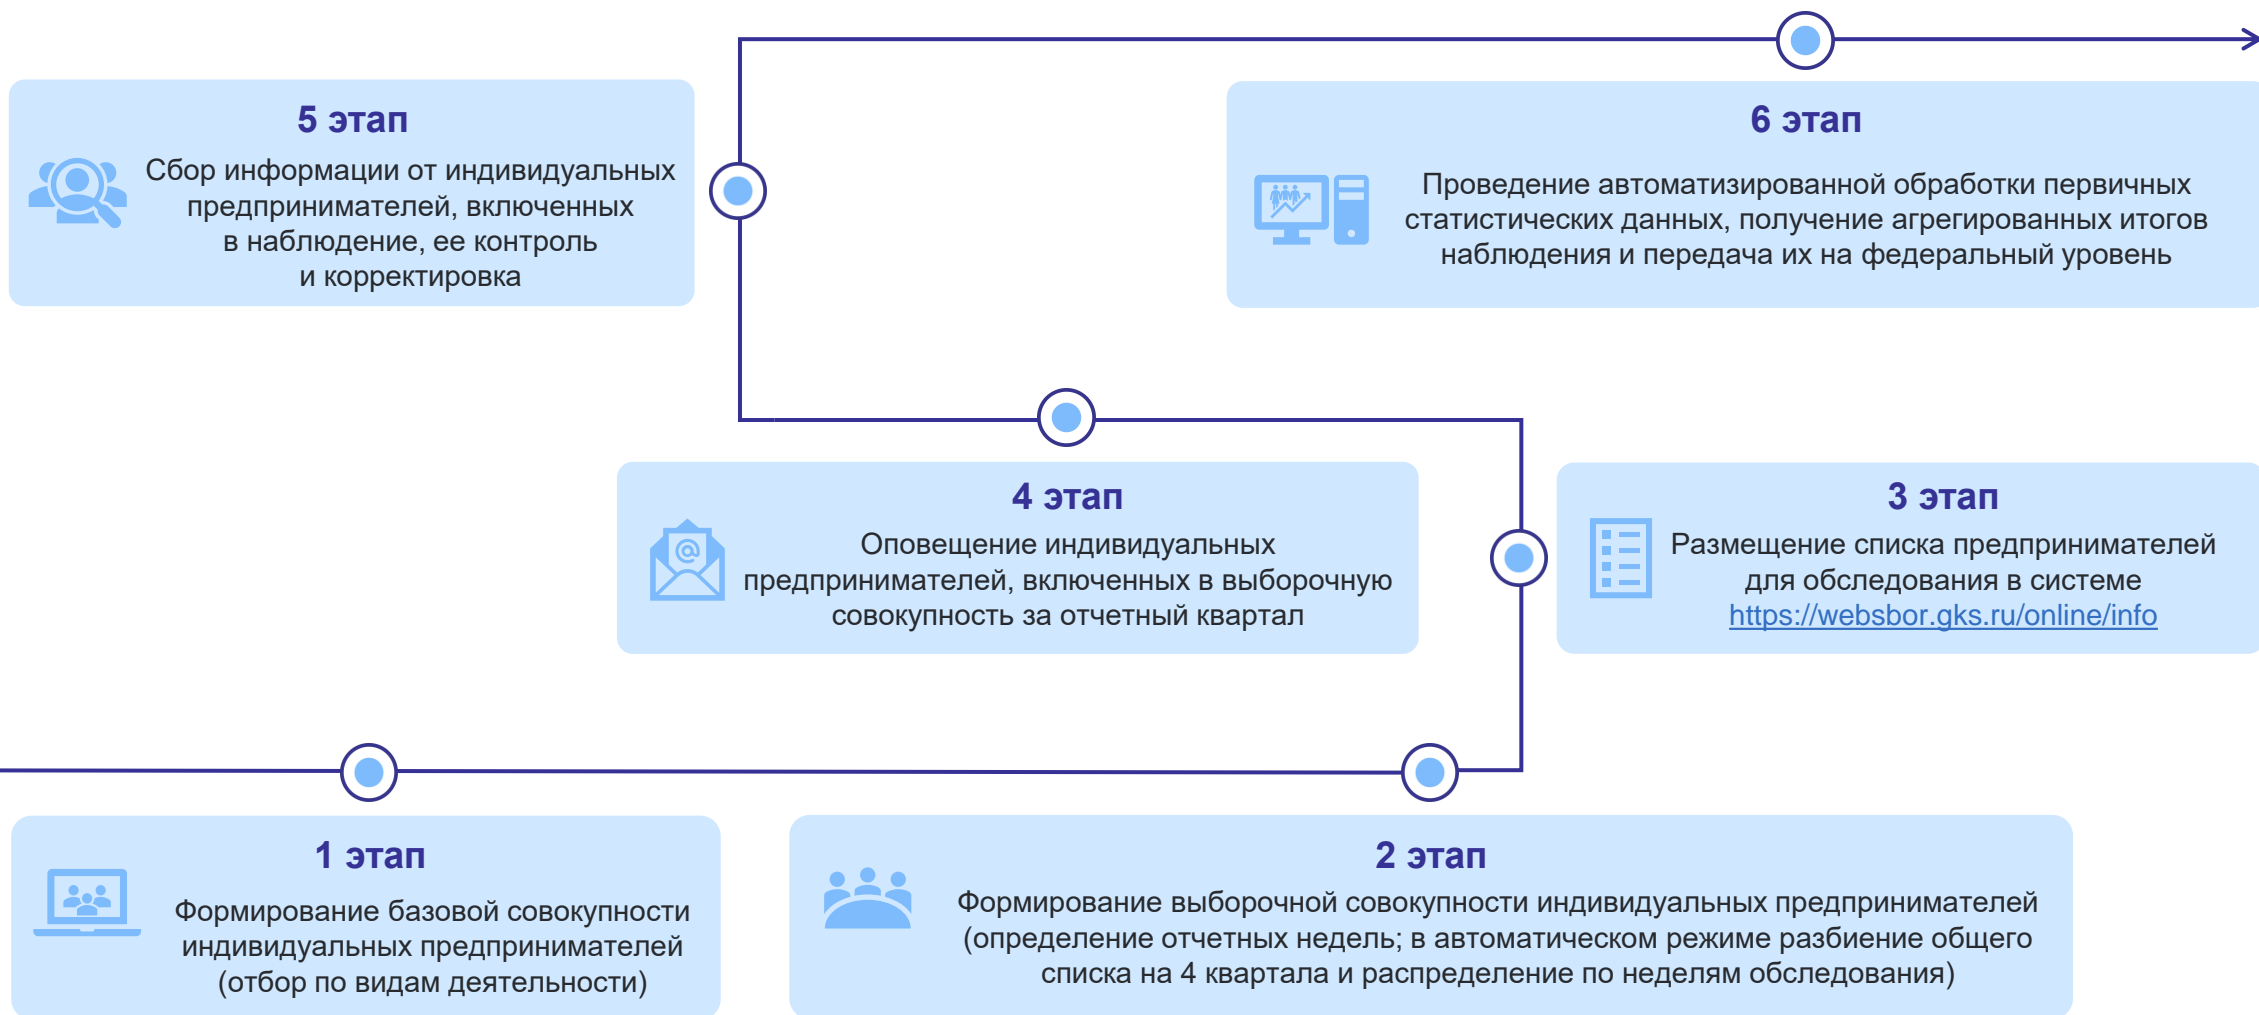 5 этап
Сбор информации от индивидуальных
предпринимателей, включенных
в наблюдение, ее контроль
и корректировка
6 этап
Проведение автоматизированной обработки первичных
статистических данных, получение агрегированных итогов
наблюдения и передача их на федеральный уровень
4 этап
Оповещение индивидуальных
предпринимателей, включенных в выборочную
совокупность за отчетный квартал
3 этап
Размещение списка предпринимателей
для обследования в системе
https://websbor.gks.ru/online/info
1 этап
Формирование базовой совокупности
индивидуальных предпринимателей
(отбор по видам деятельности)
2 этап
Формирование выборочной совокупности индивидуальных предпринимателей
(определение отчетных недель; в автоматическом режиме разбиение общего
списка на 4 квартала и распределение по неделям обследования)